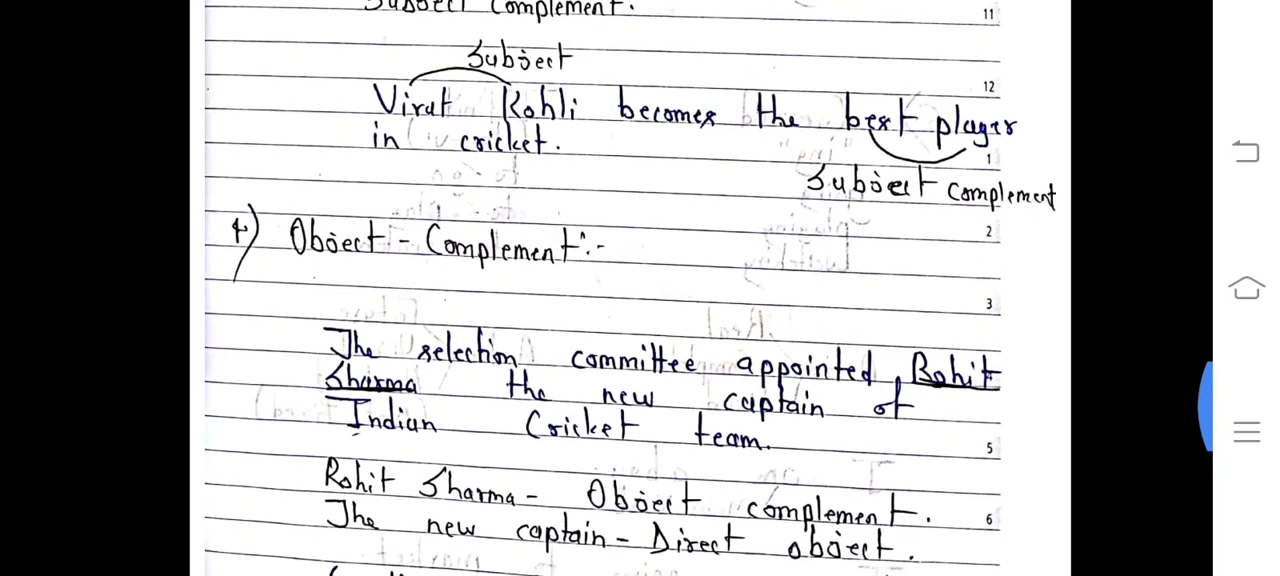 Subject Complement.
11
Subject
12
Virat Kohli becomes the best player
in cricket.
1
Subject complement
2
4) Object - Complement :-
3
The selection committee appointed Rohit
Sharma the new captain of
Indian Cricket team.
5
Rohit Sharma - Object complement.
6
The new captain - Direct object.